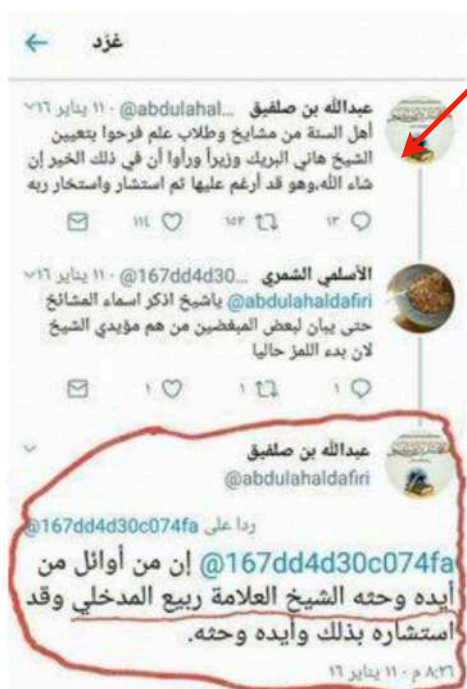 غرّد
عبدالله بن صلفيق @abdulahal... · ١١ يناير ١٦
أهل السنة من مشايخ وطلاب علم فرحوا بتعيين
الشيخ هاني البريك وزيراً ورأوا أن في ذلك الخير إن
شاء الله،وهو قد أرغم عليها ثم استشار واستخار ربه
١٣ ١٥٣ ١١٤
الأسلمي الشمري @167dd4d30... · ١١ يناير ١٦
@abdulahaldafiri ياشيخ اذكر اسماء المشائخ
حتى يبان لبعض المبغضين من هم مؤيدي الشيخ
لان بدء اللمز حاليا
١ ١ ١
عبدالله بن صلفيق
@abdulahaldafiri
ردا على @167dd4d30c074fa
@167dd4d30c074fa إن من أوائل من
أيده وحثه الشيخ العلامة ربيع المدخلي وقد
استشاره بذلك وأيده وحثه.
٨:٢٦ م · ١١ يناير ١٦